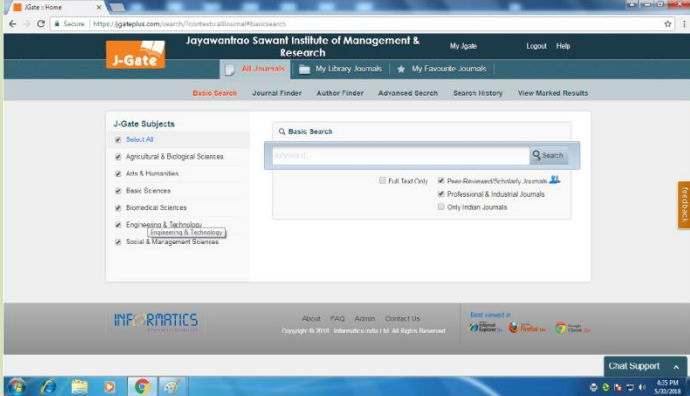 JGate :: Home
Secure | https://jgateplus.com/search/?context=alljournal#basicsearch
J-Gate
Jayawantrao Sawant Institute of Management & Research
My Jgate
Logout Help
All Journals
My Library Journals
My Favourite Journals
Basic Search
Journal Finder
Author Finder
Advanced Search
Search History
View Marked Results
J-Gate Subjects
Select All
Agricultural & Biological Sciences
Arts & Humanities
Basic Sciences
Biomedical Sciences
Engineering & Technology
Engineering & Technology
Social & Management Sciences
Basic Search
keyword
Search
Full Text Only
Peer-Reviewed/Scholarly Journals
Professional & Industrial Journals
Only Indian Journals
feedback
INFORMATICS
About FAQ Admin Contact Us
Copyright © 2018 Informatics India Ltd. All Rights Reserved
Best viewed in
Internet Explorer
Firefox
Google Chrome
Chat Support
6:35 PM